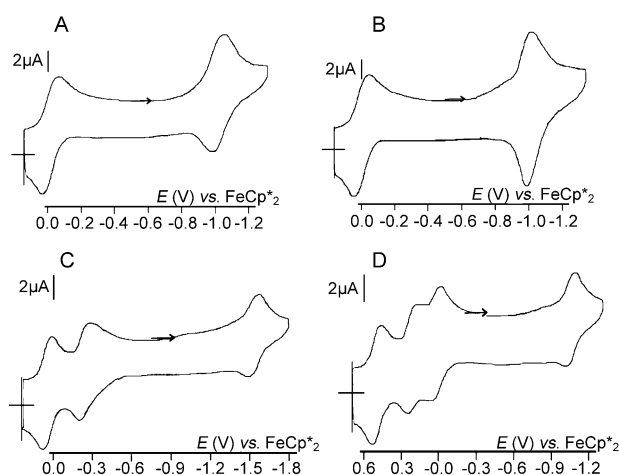 A
2µA
E (V) vs. FeCp*2
0.0 -0.2 -0.4 -0.6 -0.8 -1.0 -1.2
B
2µA
E (V) vs. FeCp*2
0.0 -0.2 -0.4 -0.6 -0.8 -1.0 -1.2
C
2µA
E (V) vs. FeCp*2
0.0 -0.3 -0.6 -0.9 -1.2 -1.5 -1.8
D
2µA
E (V) vs. FeCp*2
0.6 0.3 0.0 -0.3 -0.6 -0.9 -1.2